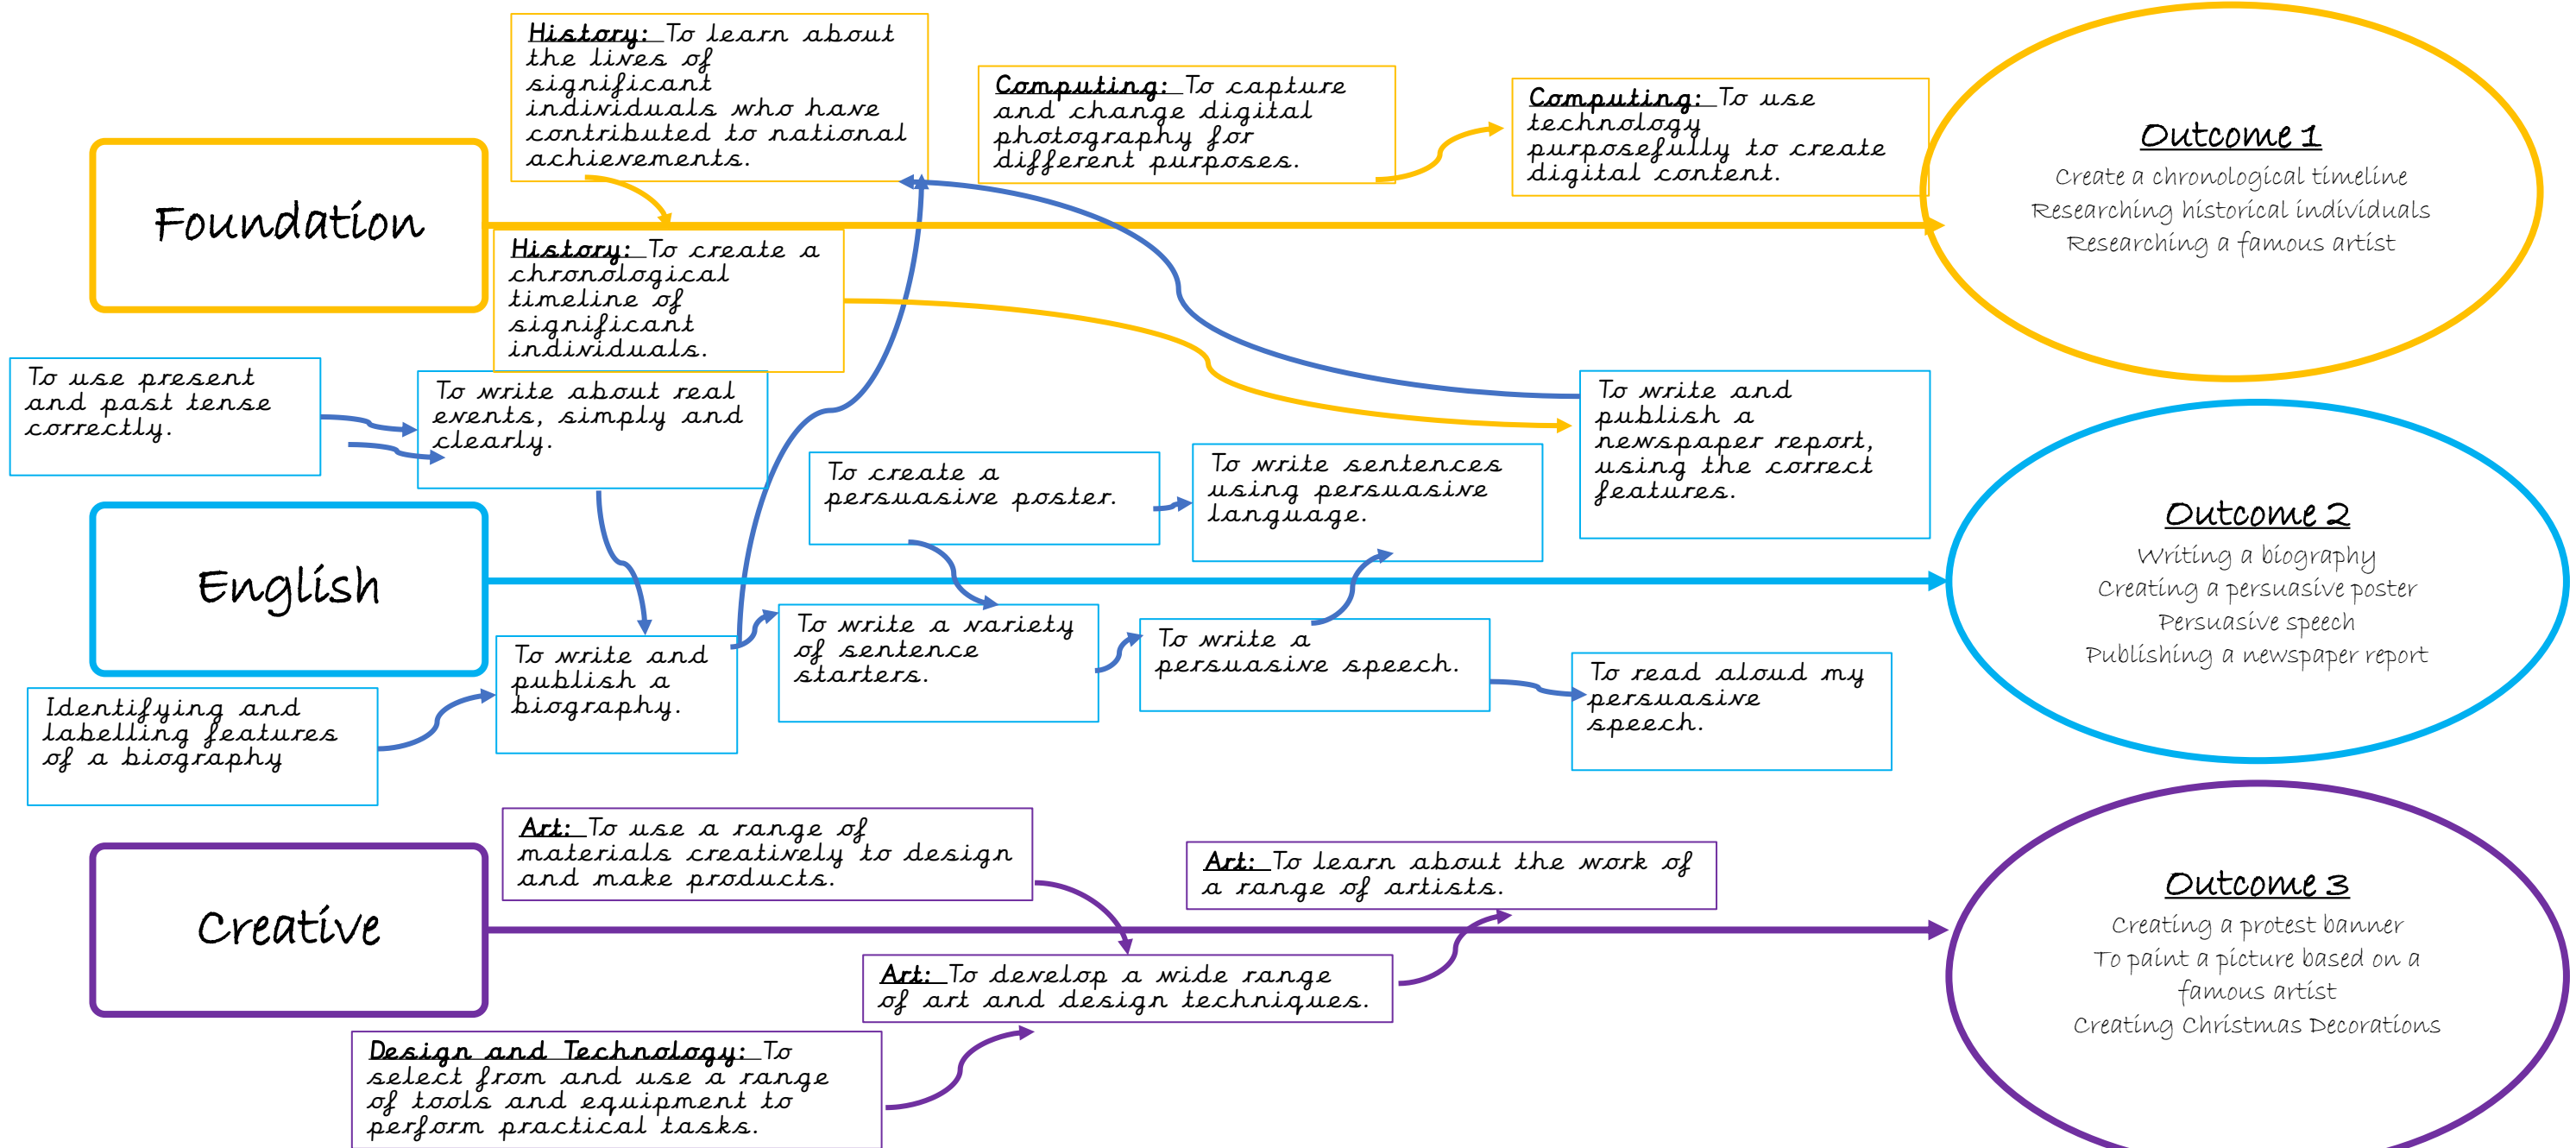 History: To learn about
the lives of
significant
individuals who have
contributed to national
achievements.
Computing: To capture
and change digital
photography for
different purposes.
Computing: To use
technology
purposefully to create
digital content.
Outcome 1
Create a chronological timeline
Researching historical individuals
Researching a famous artist
Foundation
History: To create a
chronological
timeline of
significant
individuals.
To use present
and past tense
correctly.
To write about real
events, simply and
clearly.
To create a
persuasive poster.
To write sentences
using persuasive
language.
To write and
publish a
newspaper report,
using the correct
features.
Outcome 2
Writing a biography
Creating a persuasive poster
Persuasive speech
Publishing a newspaper report
English
Identifying and
labelling features
of a biography
To write and
publish a
biography.
To write a variety
of sentence
starters.
To write a
persuasive speech.
To read aloud my
persuasive
speech.
Art: To use a range of
materials creatively to design
and make products.
Art: To learn about the work of
a range of artists.
Creative
Outcome 3
Creating a protest banner
To paint a picture based on a
famous artist
Creating Christmas Decorations
Art: To develop a wide range
of art and design techniques.
Design and Technology: To
select from and use a range
of tools and equipment to
perform practical tasks.